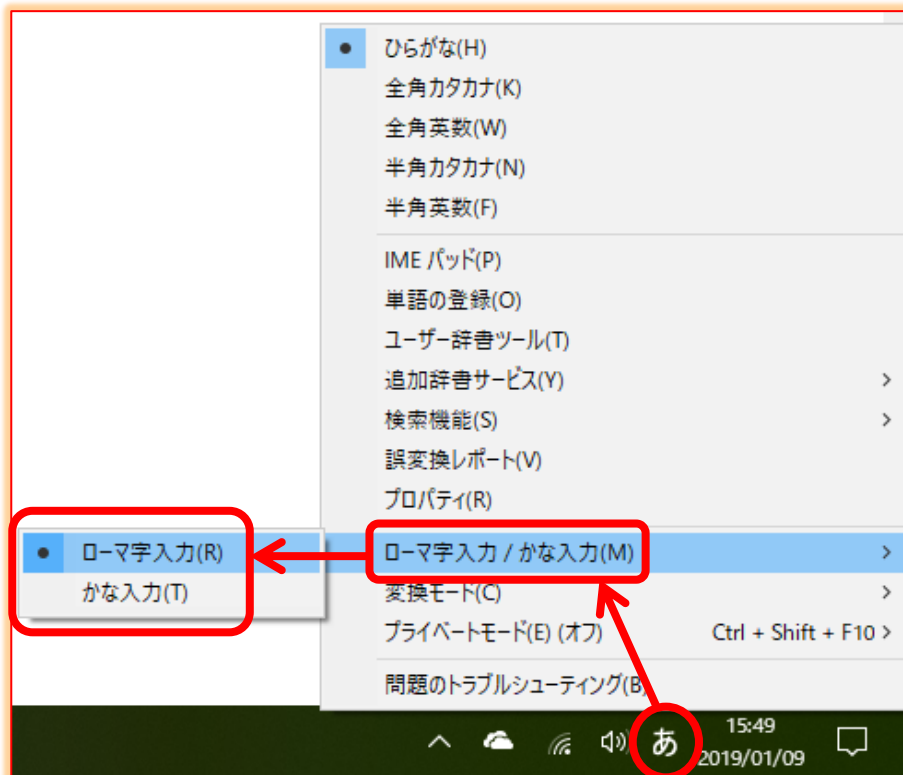 ひらがな(H)
全角カタカナ(K)
全角英数(W)
半角カタカナ(N)
半角英数(F)
IME パッド(P)
単語の登録(O)
ユーザー辞書ツール(T)
追加辞書サービス(Y)
検索機能(S)
誤変換レポート(V)
プロパティ(R)
ローマ字入力 / かな入力(M)
ローマ字入力(R)
かな入力(T)
変換モード(C)
プライベートモード(E) (オフ) Ctrl + Shift + F10
問題のトラブルシューティング(B)
あ
15:49
2019/01/09